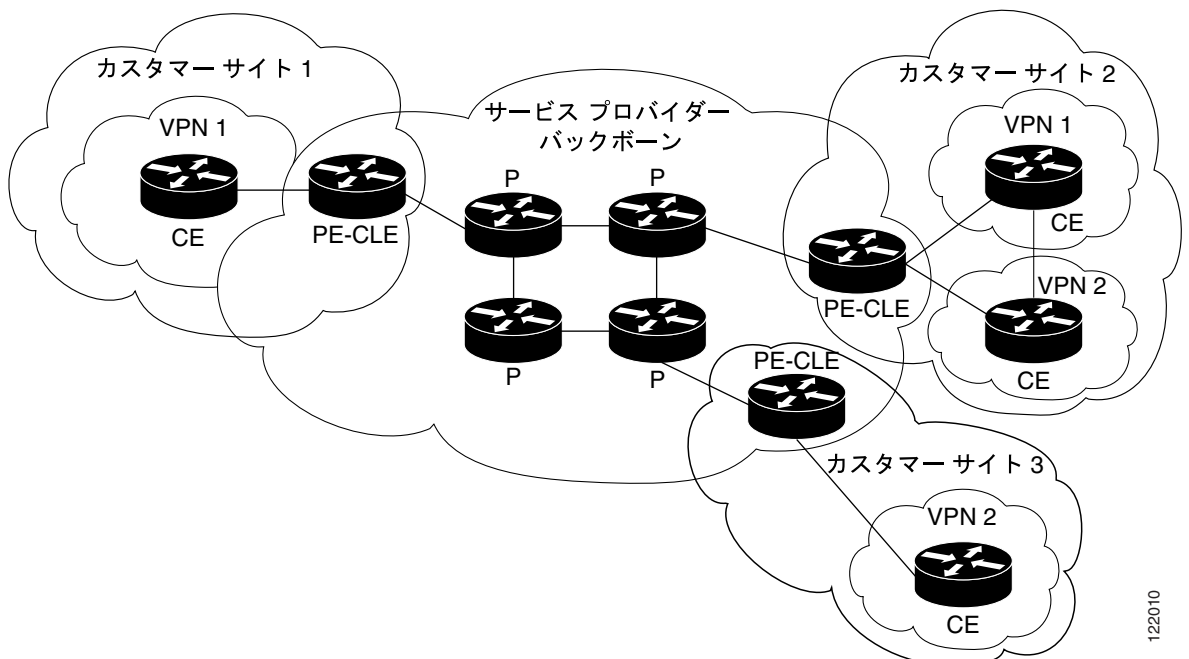 カスタマー サイト 1
VPN 1
CE
PE-CLE
サービス プロバイダー
バックボーン
P
P
P
P
カスタマー サイト 2
VPN 1
CE
PE-CLE
VPN 2
CE
PE-CLE
カスタマー サイト 3
VPN 2
CE
122010